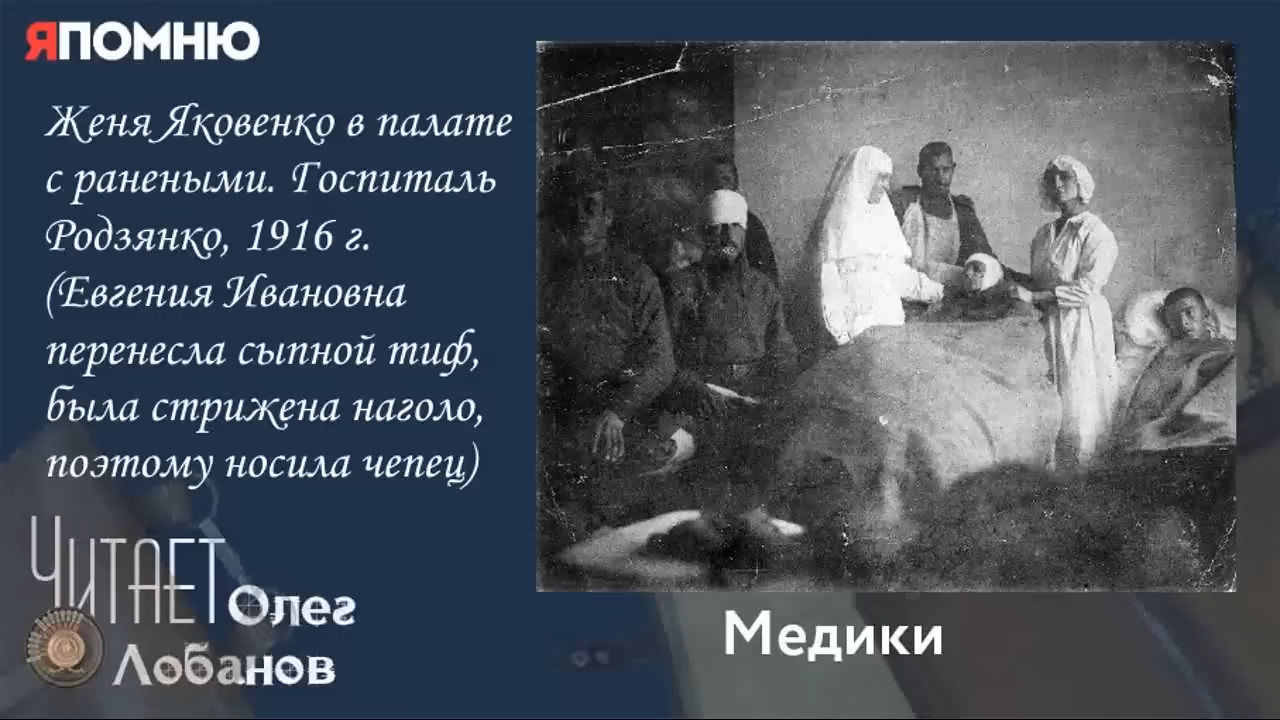 ЯПОМНЮ
Женя Яковенко в палате
с ранеными. Госпиталь
Родзянко, 1916 г.
(Евгения Ивановна
перенесла сыпной тиф,
была стрижена наголо,
поэтому носила чепец)
Читает
Олег
Лобанов
Медики